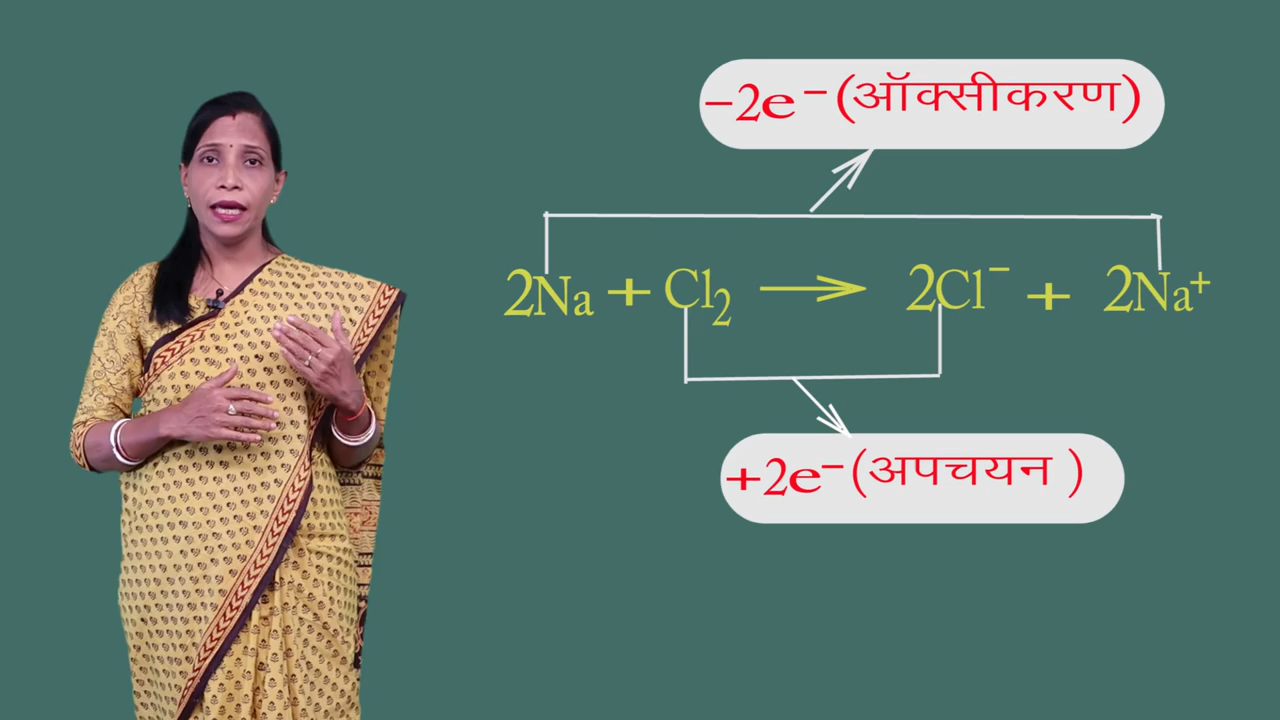 −2e⁻(ऑक्सीकरण)
2Na + Cl₂ → 2Cl⁻ + 2Na⁺
+2e⁻(अपचयन )